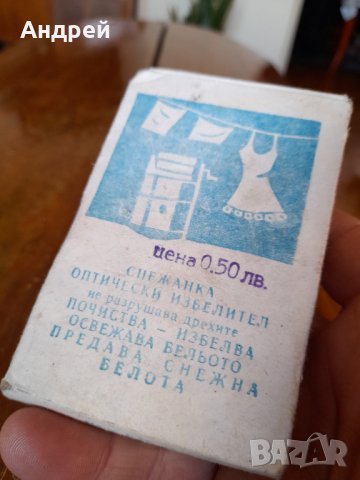 Андрей
цена 0,50 лв.
СНЕЖАНКА
ОПТИЧЕСКИ ИЗБЕЛИТЕЛ
не разрушава дрехите
ПОЧИСТВА - ИЗБЕЛВА
ОСВЕЖАВА БЕЛЬОТО
ПРЕДАВА СНЕЖНА
БЕЛОТА
BAZAR